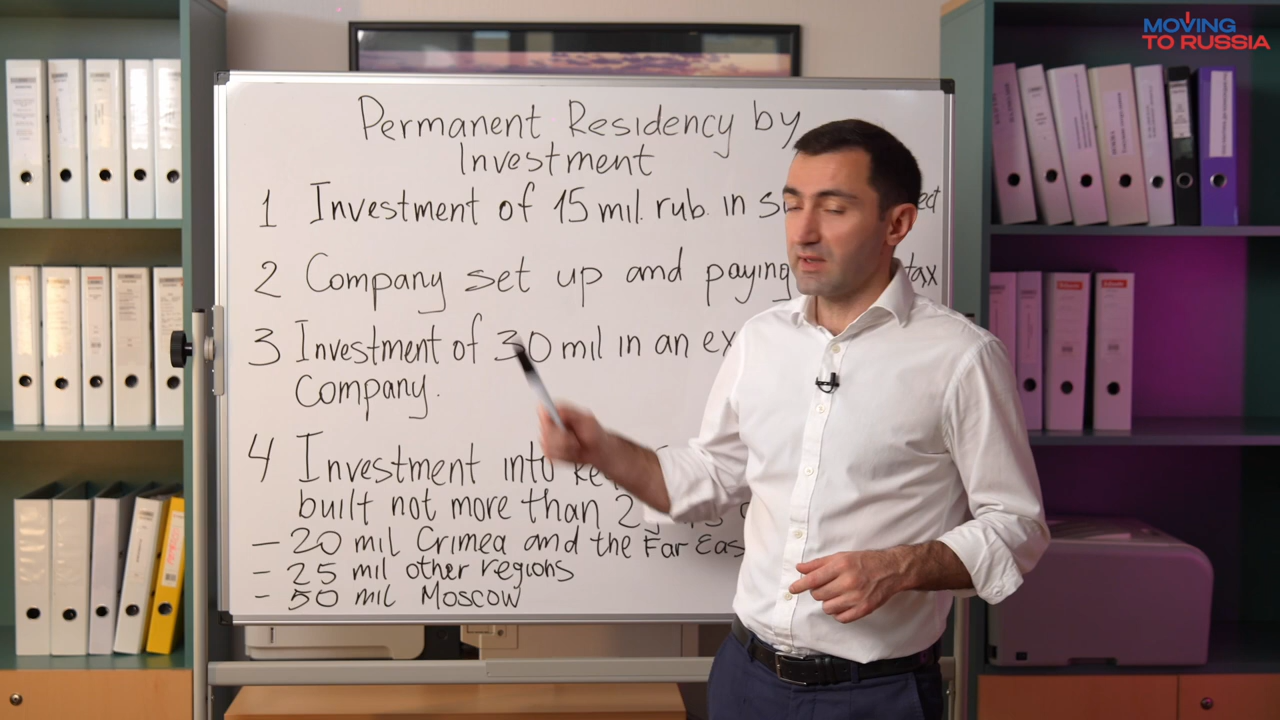 MOVING
TO RUSSIA
Permanent Residency by
Investment
1 Investment of 15 mil. rub. in
2 Company set up and paying tax
3 Investment of 30 mil in an
company.
4 Investment into
built not more than 2
- 20 mil Crimea and the Far
- 25 mil other regions
- 50 mil Moscow